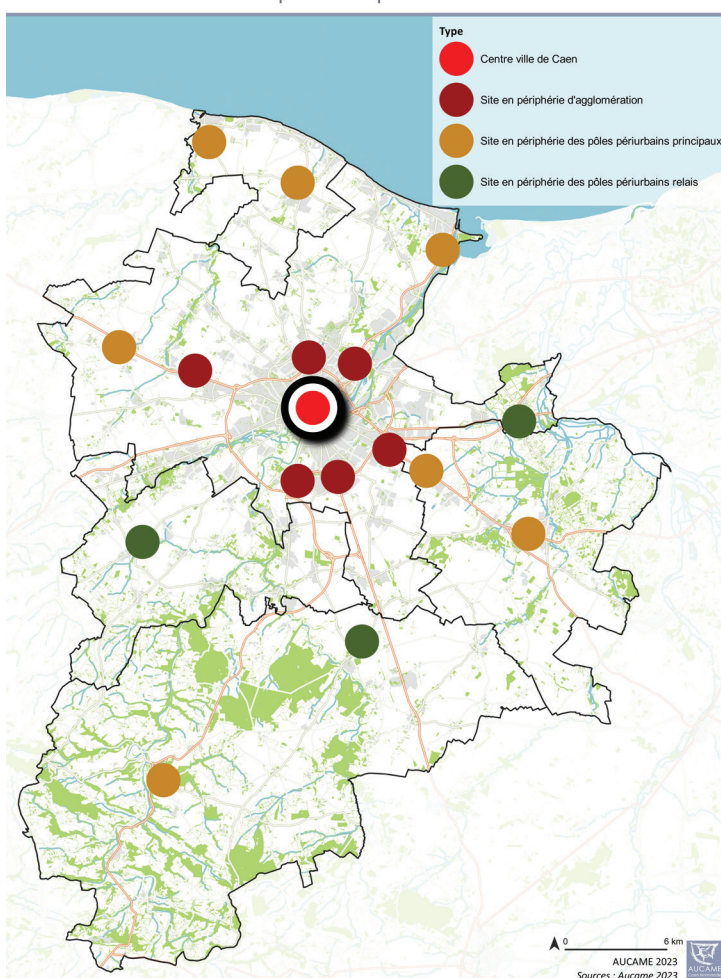 Type
Centre ville de Caen
Site en périphérie d'agglomération
Site en périphérie des pôles périurbains principaux
Site en périphérie des pôles périurbains relais
0 6 km
AUCAME 2023
Sources : Aucame 2023
AUCAME